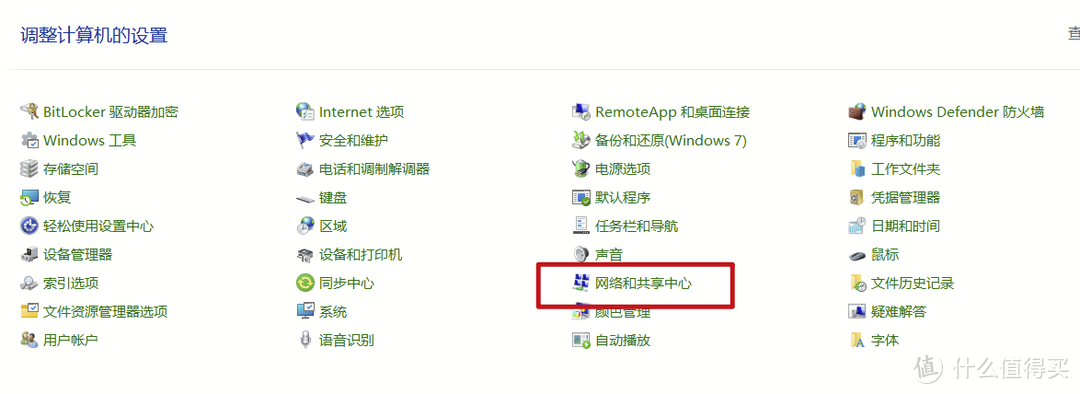 调整计算机的设置
查
BitLocker 驱动器加密 Internet 选项 RemoteApp 和桌面连接 Windows Defender 防火墙
Windows 工具 安全和维护 备份和还原(Windows 7) 程序和功能
存储空间 电话和调制解调器 电源选项 工作文件夹
恢复 键盘 默认程序 凭据管理器
轻松使用设置中心 区域 任务栏和导航 日期和时间
设备管理器 设备和打印机 声音 鼠标
索引选项 同步中心 网络和共享中心 文件历史记录
文件资源管理器选项 系统 颜色管理 疑难解答
用户帐户 语音识别 自动播放 字体
值 什么值得买